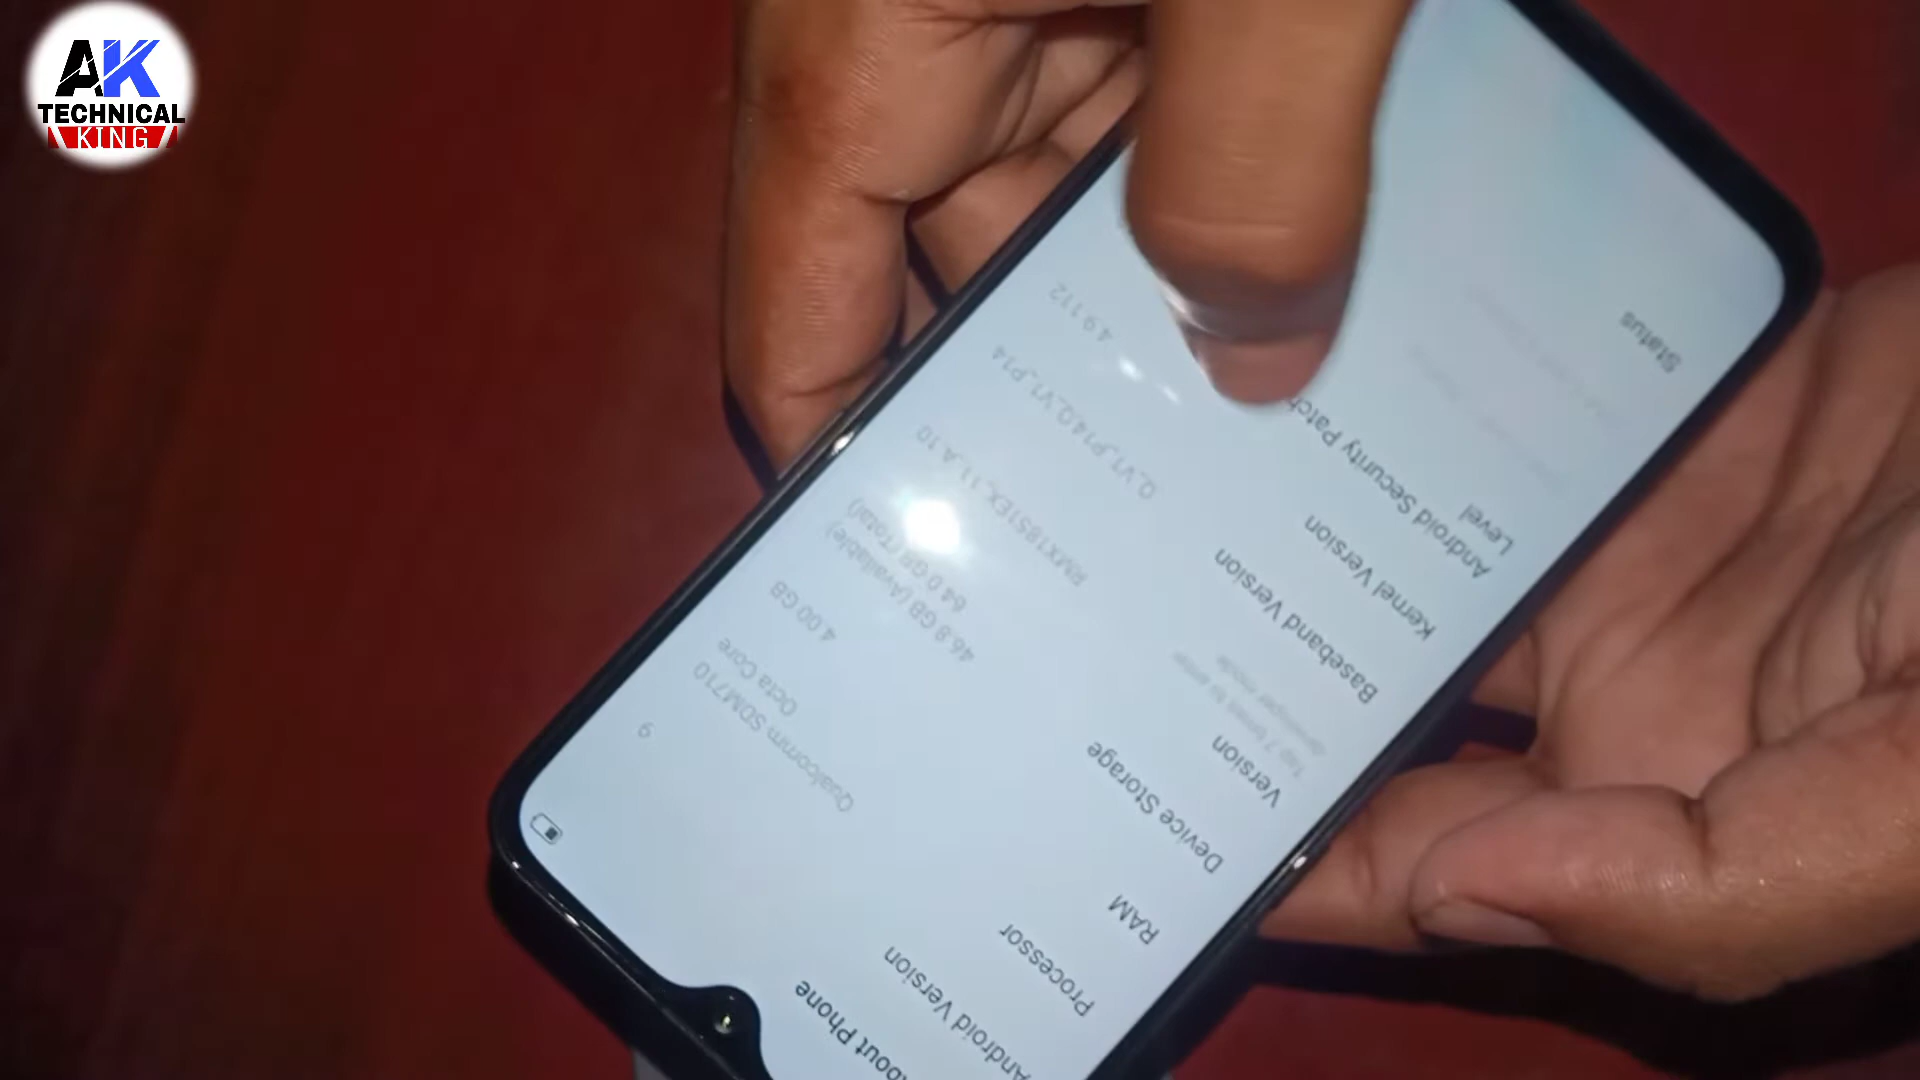 AK
TECHNICAL
KING
About Phone
Android Version
9
Processor
Qualcomm SDM710
Octa Core
RAM
4.00 GB
Device Storage
46.8 GB (Available)
64.0 GB (Total)
Version
Tap 7 times to enter
developer mode
RMX1851EX_11_A.10
Baseband Version
Q_V1_P14,Q_V1_P14
Kernel Version
4.9.112
Android Security Patch
Level
Status